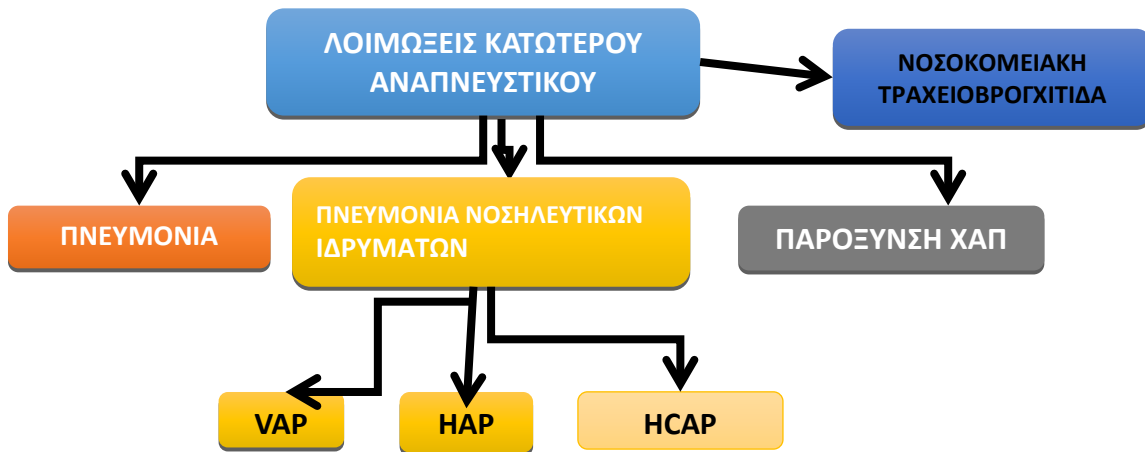 ΛΟΙΜΩΞΕΙΣ ΚΑΤΩΤΕΡΟΥ
ΑΝΑΠΝΕΥΣΤΙΚΟΥ
ΝΟΣΟΚΟΜΕΙΑΚΗ
ΤΡΑΧΕΙΟΒΡΟΓΧΙΤΙΔΑ
ΠΝΕΥΜΟΝΙΑ
ΠΝΕΥΜΟΝΙΑ ΝΟΣΗΛΕΥΤΙΚΩΝ
ΙΔΡΥΜΑΤΩΝ
ΠΑΡΟΞΥΝΣΗ ΧΑΠ
VAP
HAP
HCAP